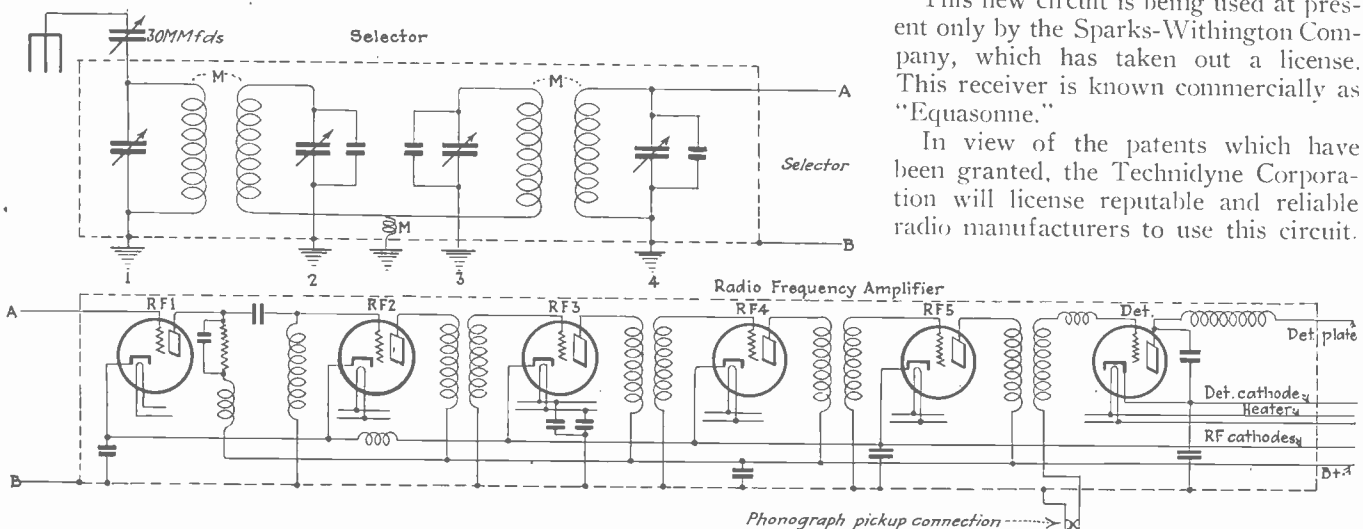 This new circuit is being used at pres-
ent only by the Sparks-Withington Com-
pany, which has taken out a license.
This receiver is known commercially as
"Equasonne."
In view of the patents which have
been granted, the Technidyne Corpora-
tion will license reputable and reliable
radio manufacturers to use this circuit.
30MMfds
Selector
M
M
A
Selector
M
B
1
2
3
4
Radio Frequency Amplifier
A
RF1
RF2
RF3
RF4
RF5
Det.
Det. plate
Det. cathode
Heater
RF cathodes
B+
B
Phonograph pickup connection